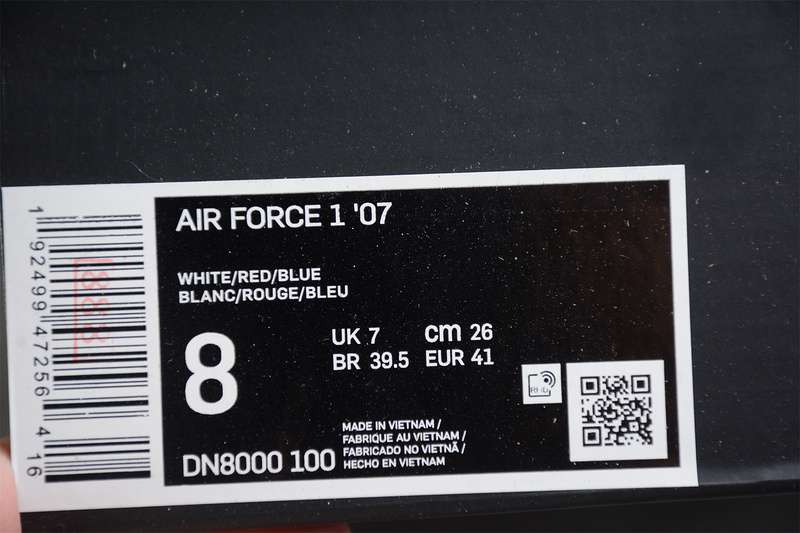 AIR FORCE 1 '07
WHITE/RED/BLUE
BLANC/ROUGE/BLEU
8
UK 7 cm 26
BR 39.5 EUR 41
DN8000 100
MADE IN VIETNAM /
FABRIQUE AU VIETNAM /
FABRICADO NO VIETNÃ /
HECHO EN VIETNAM
1 92499 47256 4 16